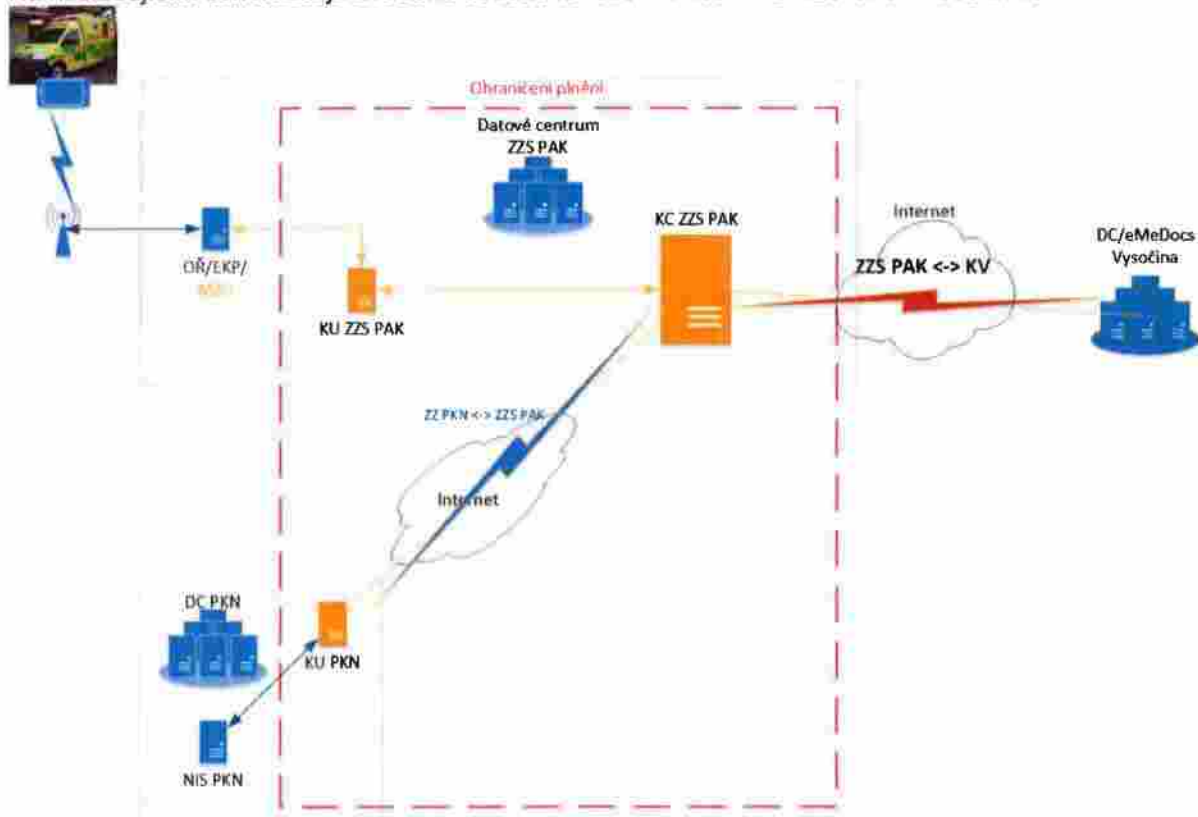 Ohraničení plnění
Datové centrum
ZZS PAK
KC ZZS PAK
Internet
DC/eMeDocs
Vysočina
ZZS PAK <-> KV
OŘ/EKP/
KU ZZS PAK
ZZ PKN <-> ZZS PAK
Internet
DC PKN
KU PKN
NIS PKN